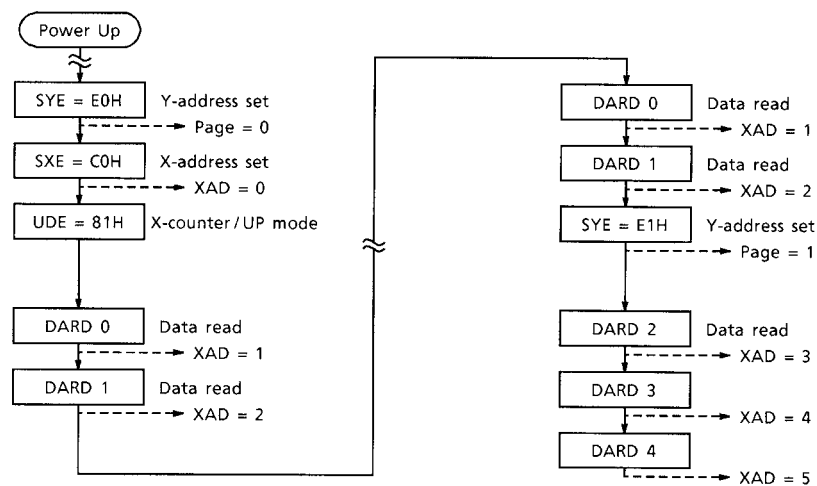 Power Up
SYE = E0H Y-address set
Page = 0
SXE = C0H X-address set
XAD = 0
UDE = 81H X-counter/UP mode
DARD 0 Data read
XAD = 1
DARD 1 Data read
XAD = 2
DARD 0 Data read
XAD = 1
DARD 1 Data read
XAD = 2
SYE = E1H Y-address set
Page = 1
DARD 2 Data read
XAD = 3
DARD 3
XAD = 4
DARD 4
XAD = 5